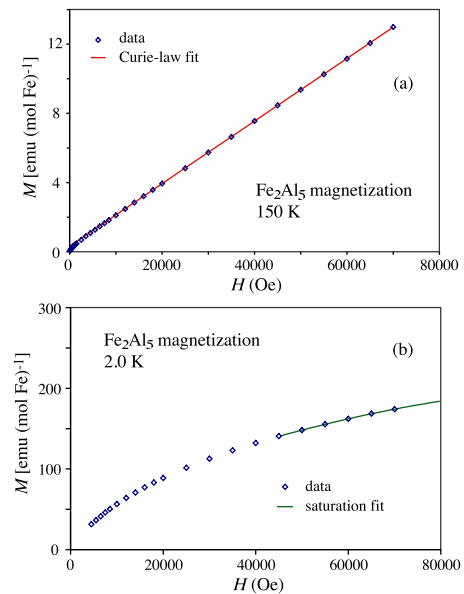 12
8
4
0
M [emu (mol Fe)-1]
data
Curie-law fit
(a)
Fe2Al5 magnetization
150 K
0 20000 40000 60000 80000
H (Oe)
300
200
100
0
M [emu (mol Fe)-1]
Fe2Al5 magnetization
2.0 K
(b)
data
saturation fit
0 20000 40000 60000 80000
H (Oe)